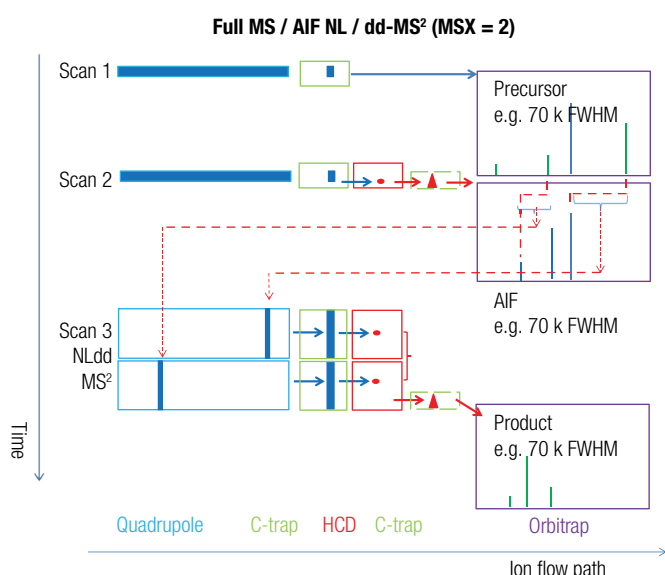 Full MS / AIF NL / dd-MS² (MSX = 2)
Scan 1
Precursor
e.g. 70 k FWHM
Scan 2
AIF
e.g. 70 k FWHM
Scan 3
NLdd
MS²
Product
e.g. 70 k FWHM
Time
Quadrupole C-trap HCD C-trap Orbitrap
Ion flow path